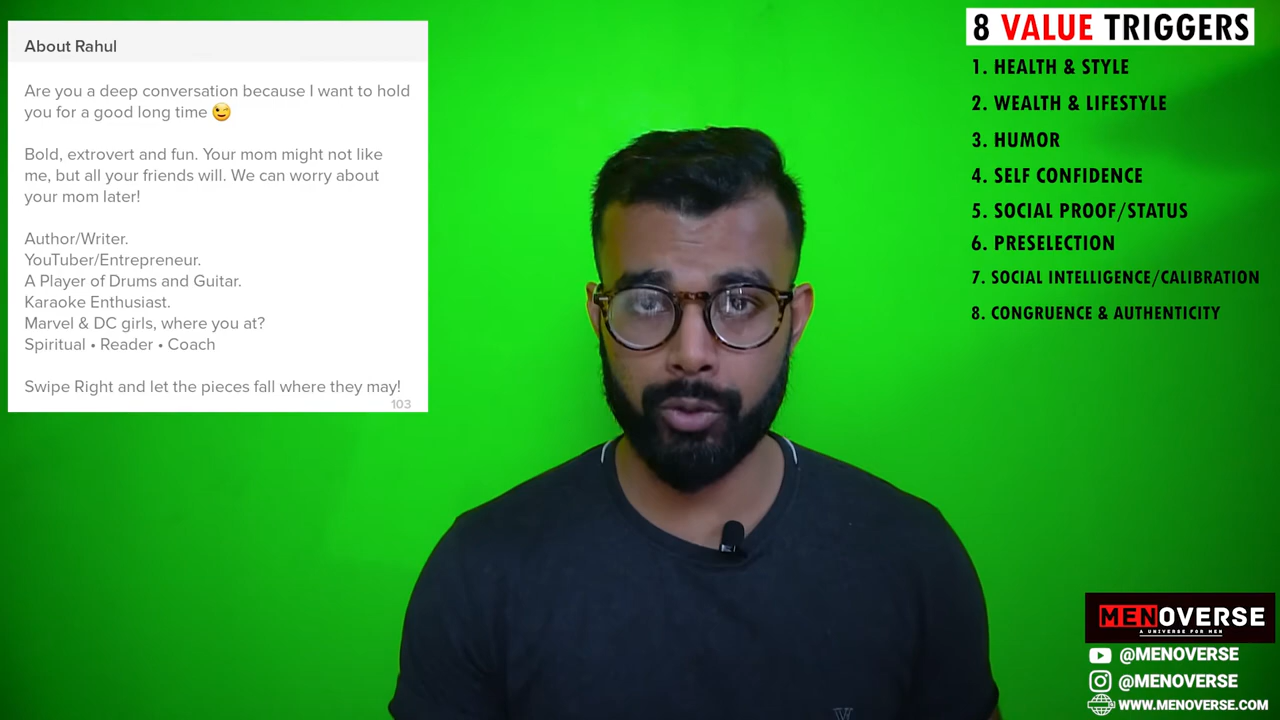 About Rahul
Are you a deep conversation because I want to hold
you for a good long time 😉
Bold, extrovert and fun. Your mom might not like
me, but all your friends will. We can worry about
your mom later!
Author/Writer.
YouTuber/Entrepreneur.
A Player of Drums and Guitar.
Karaoke Enthusiast.
Marvel & DC girls, where you at?
Spiritual • Reader • Coach
Swipe Right and let the pieces fall where they may!
103
8 VALUE TRIGGERS
1. HEALTH & STYLE
2. WEALTH & LIFESTYLE
3. HUMOR
4. SELF CONFIDENCE
5. SOCIAL PROOF/STATUS
6. PRESELECTION
7. SOCIAL INTELLIGENCE/CALIBRATION
8. CONGRUENCE & AUTHENTICITY
MENOVERSE
A UNIVERSE FOR MEN
@MENOVERSE
@MENOVERSE
WWW.MENOVERSE.COM